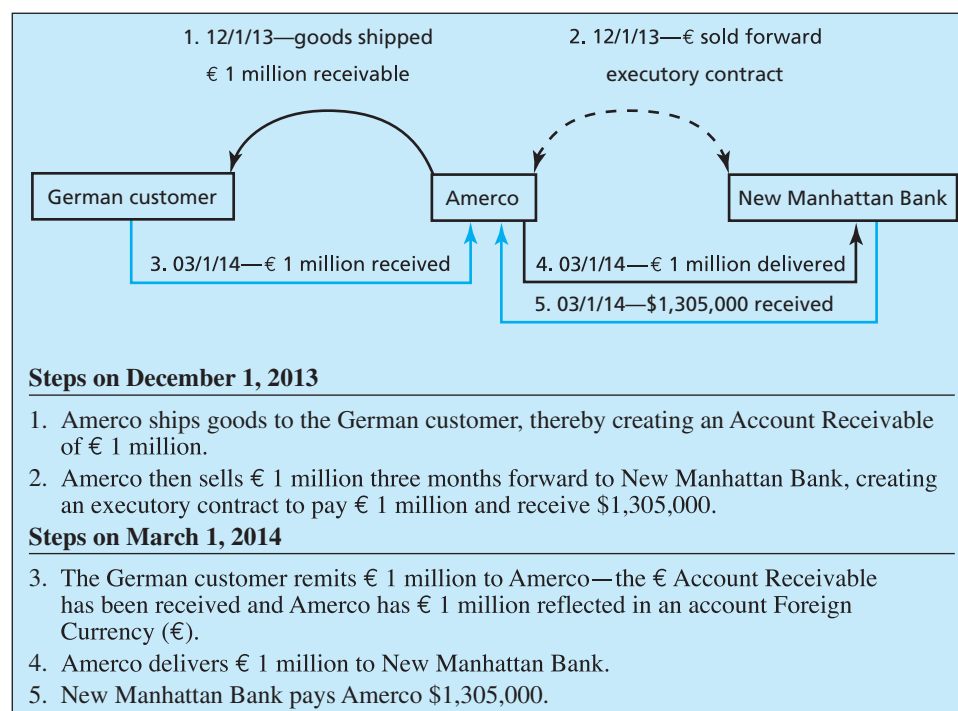 1. 12/1/13—goods shipped
€ 1 million receivable
2. 12/1/13—€ sold forward
executory contract
German customer
Amerco
New Manhattan Bank
3. 03/1/14—€ 1 million received
4. 03/1/14—€ 1 million delivered
5. 03/1/14—$1,305,000 received
Steps on December 1, 2013
1. Amerco ships goods to the German customer, thereby creating an Account Receivable
of € 1 million.
2. Amerco then sells € 1 million three months forward to New Manhattan Bank, creating
an executory contract to pay € 1 million and receive $1,305,000.
Steps on March 1, 2014
3. The German customer remits € 1 million to Amerco—the € Account Receivable
has been received and Amerco has € 1 million reflected in an account Foreign
Currency (€).
4. Amerco delivers € 1 million to New Manhattan Bank.
5. New Manhattan Bank pays Amerco $1,305,000.